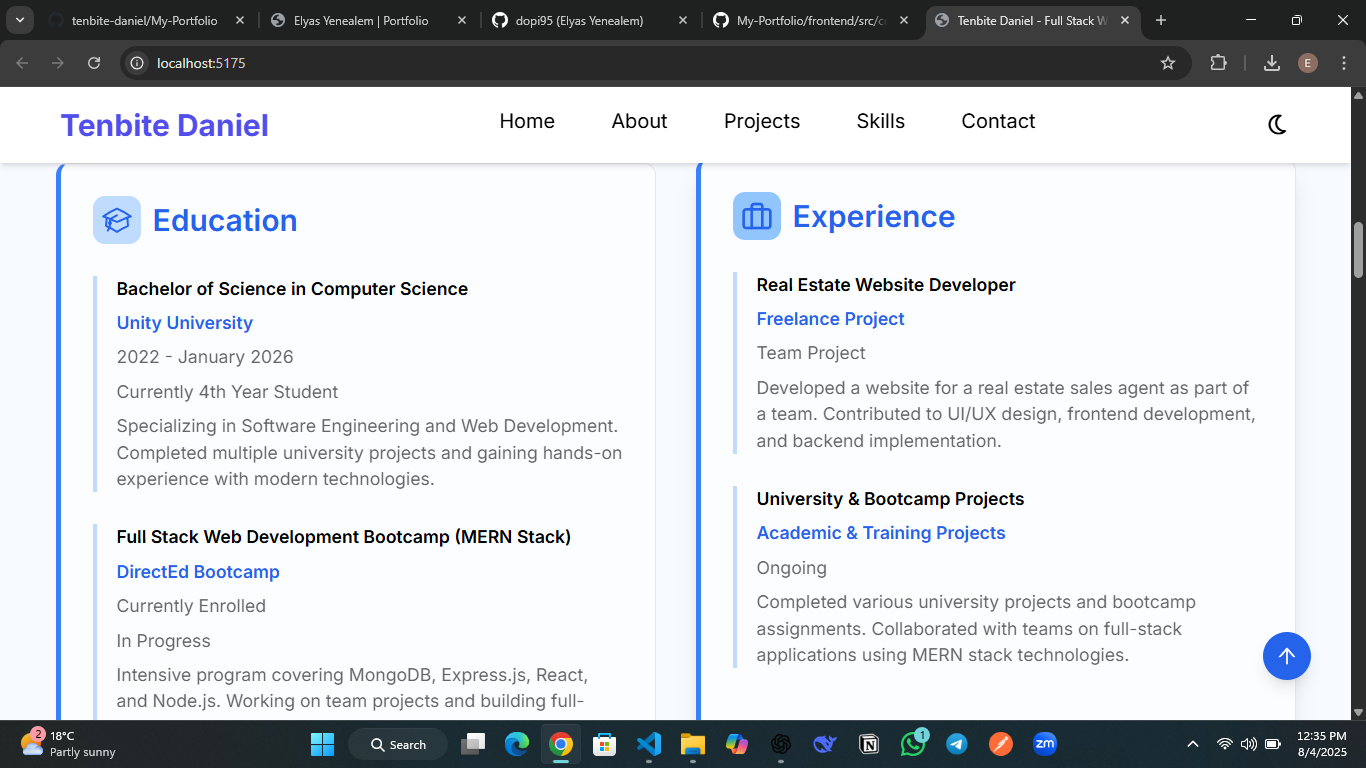 tenbite-daniel/My-Portfolio
Elyas Yenealem | Portfolio
dopi95 (Elyas Yenealem)
My-Portfolio/frontend/src/c
Tenbite Daniel - Full Stack W
localhost:5175
E
Tenbite Daniel
Home
About
Projects
Skills
Contact
Education
Bachelor of Science in Computer Science
Unity University
2022 - January 2026
Currently 4th Year Student
Specializing in Software Engineering and Web Development.
Completed multiple university projects and gaining hands-on
experience with modern technologies.
Full Stack Web Development Bootcamp (MERN Stack)
DirectEd Bootcamp
Currently Enrolled
In Progress
Intensive program covering MongoDB, Express.js, React,
and Node.js. Working on team projects and building full-
Experience
Real Estate Website Developer
Freelance Project
Team Project
Developed a website for a real estate sales agent as part of
a team. Contributed to UI/UX design, frontend development,
and backend implementation.
University & Bootcamp Projects
Academic & Training Projects
Ongoing
Completed various university projects and bootcamp
assignments. Collaborated with teams on full-stack
applications using MERN stack technologies.
2
18°C
Partly sunny
Search
1
zm
12:35 PM
8/4/2025